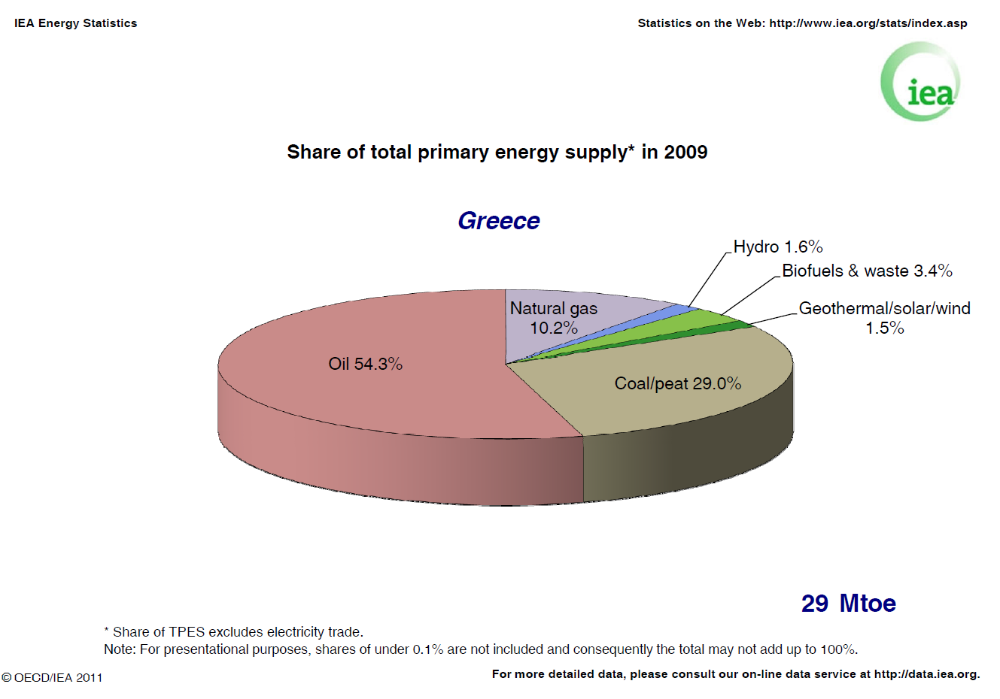 IEA Energy Statistics
Statistics on the Web: http://www.iea.org/stats/index.asp
iea
Share of total primary energy supply* in 2009
Greece
Hydro 1.6%
Biofuels & waste 3.4%
Geothermal/solar/wind
1.5%
Natural gas
10.2%
Oil 54.3%
Coal/peat 29.0%
29 Mtoe
* Share of TPES excludes electricity trade.
Note: For presentational purposes, shares of under 0.1% are not included and consequently the total may not add up to 100%.
© OECD/IEA 2011
For more detailed data, please consult our on-line data service at http://data.iea.org.